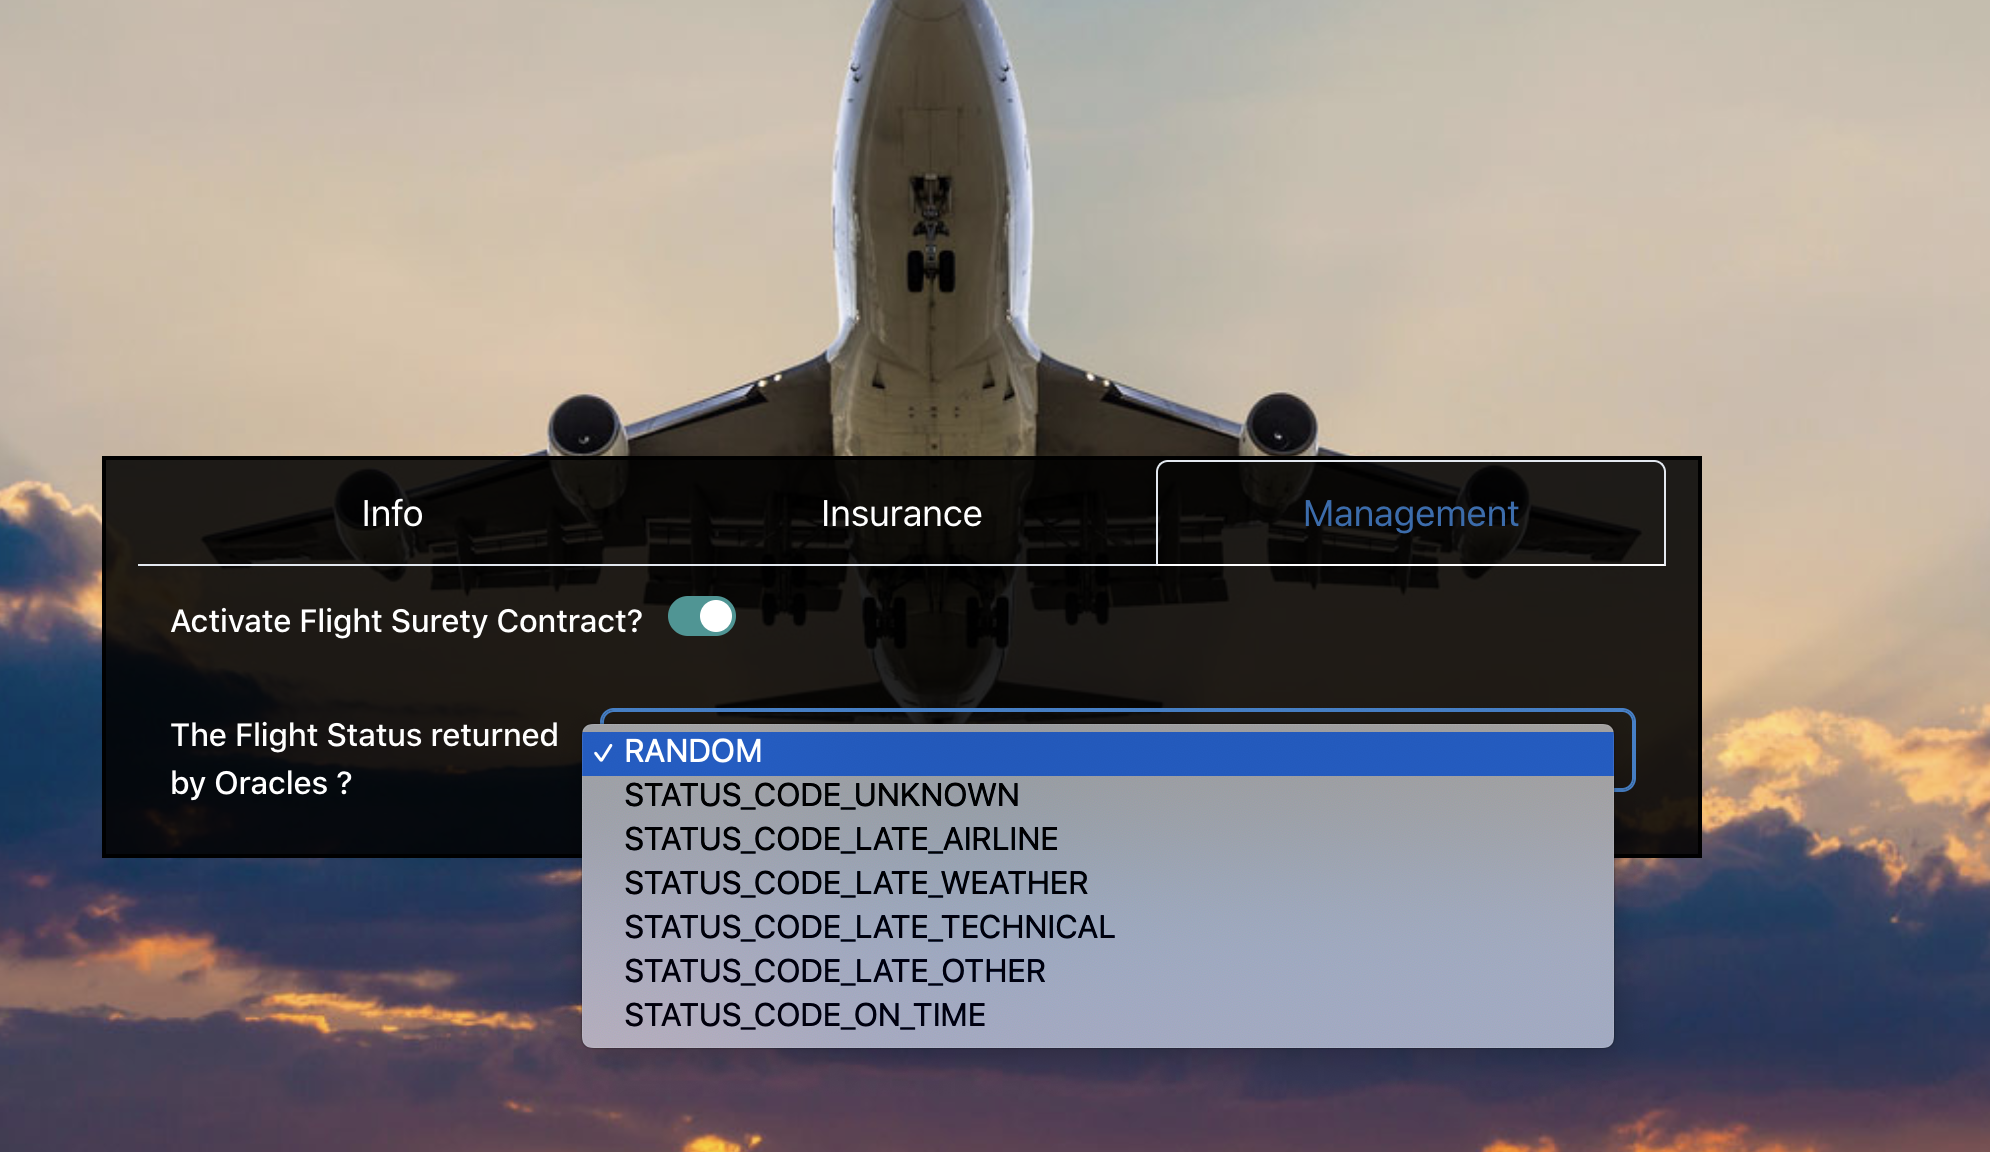 Info
Insurance
Management
Activate Flight Surety Contract?
The Flight Status returned
by Oracles ?
✓ RANDOM
STATUS_CODE_UNKNOWN
STATUS_CODE_LATE_AIRLINE
STATUS_CODE_LATE_WEATHER
STATUS_CODE_LATE_TECHNICAL
STATUS_CODE_LATE_OTHER
STATUS_CODE_ON_TIME